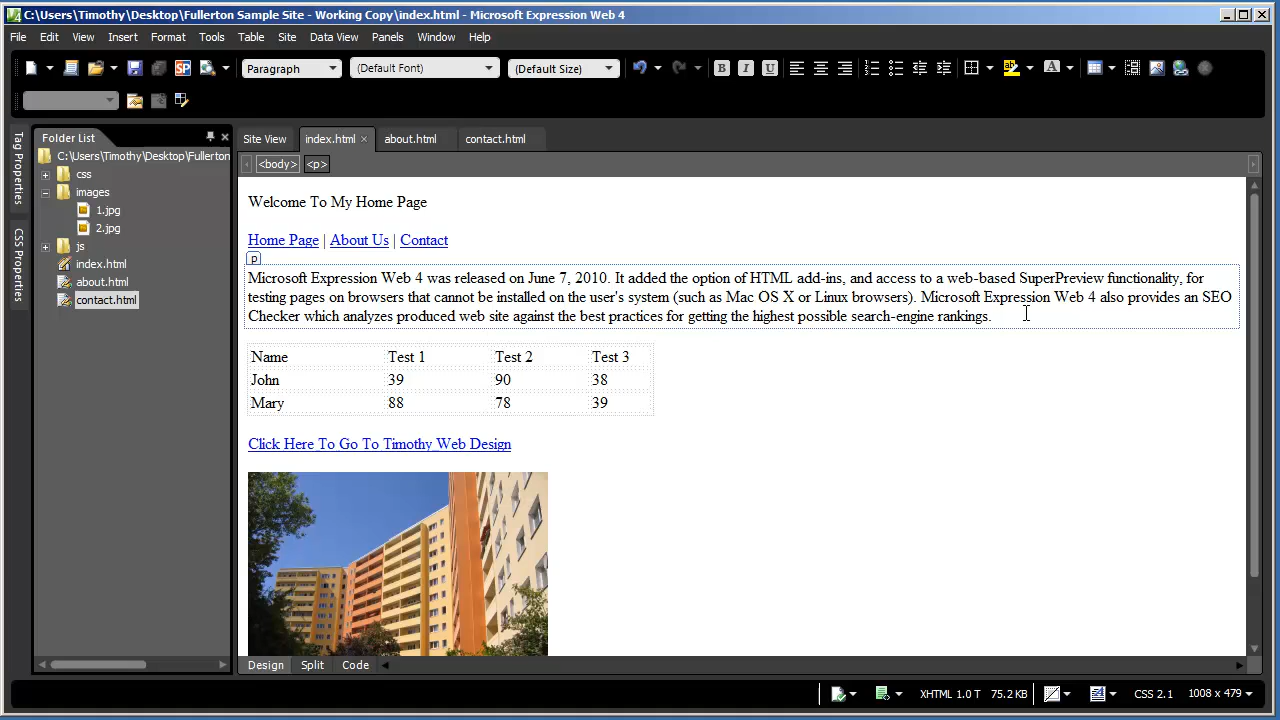 C:\Users\Timothy\Desktop\Fullerton Sample Site - Working Copy\index.html - Microsoft Expression Web 4
File Edit View Insert Format Tools Table Site Data View Panels Window Help
Paragraph (Default Font) (Default Size) B I U A
Tag Properties
CSS Properties
Folder List
C:\Users\Timothy\Desktop\Fullerton
css
images
1.jpg
2.jpg
js
index.html
about.html
contact.html
Site View index.html × about.html contact.html
<body> <p>
Welcome To My Home Page
Home Page | About Us | Contact
p
Microsoft Expression Web 4 was released on June 7, 2010. It added the option of HTML add-ins, and access to a web-based SuperPreview functionality, for
testing pages on browsers that cannot be installed on the user's system (such as Mac OS X or Linux browsers). Microsoft Expression Web 4 also provides an SEO
Checker which analyzes produced web site against the best practices for getting the highest possible search-engine rankings.
Name Test 1 Test 2 Test 3
John 39 90 38
Mary 88 78 39
Click Here To Go To Timothy Web Design
Design Split Code
XHTML 1.0 T 75.2 KB CSS 2.1 1008 x 479